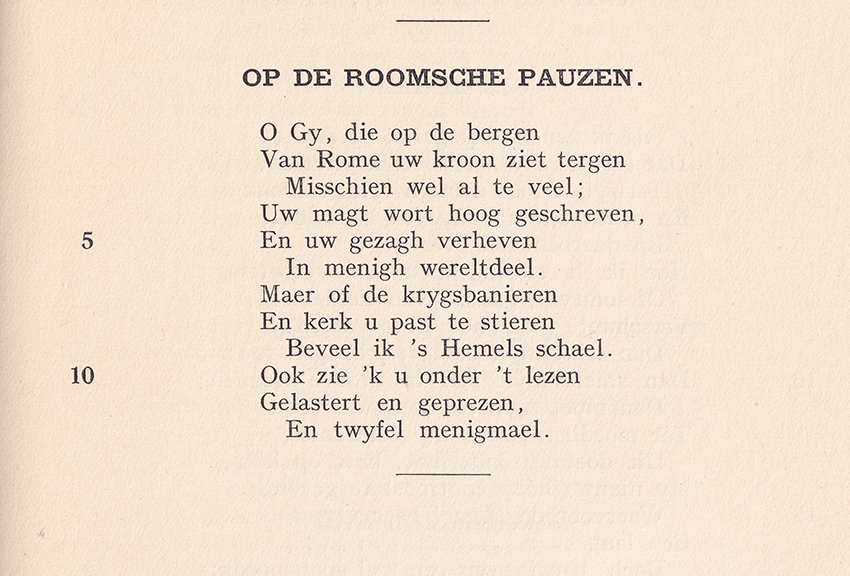 OP DE ROOMSCHE PAUZEN.
O Gy, die op de bergen
Van Rome uw kroon ziet tergen
Misschien wel al te veel;
Uw magt wort hoog geschreven,
5 En uw gezagh verheven
In menigh wereltdeel.
Maer of de krygsbanieren
En kerk u past te stieren
Beveel ik 's Hemels schael.
10 Ook zie 'k u onder 't lezen
Gelastert en geprezen,
En twyfel menigmael.